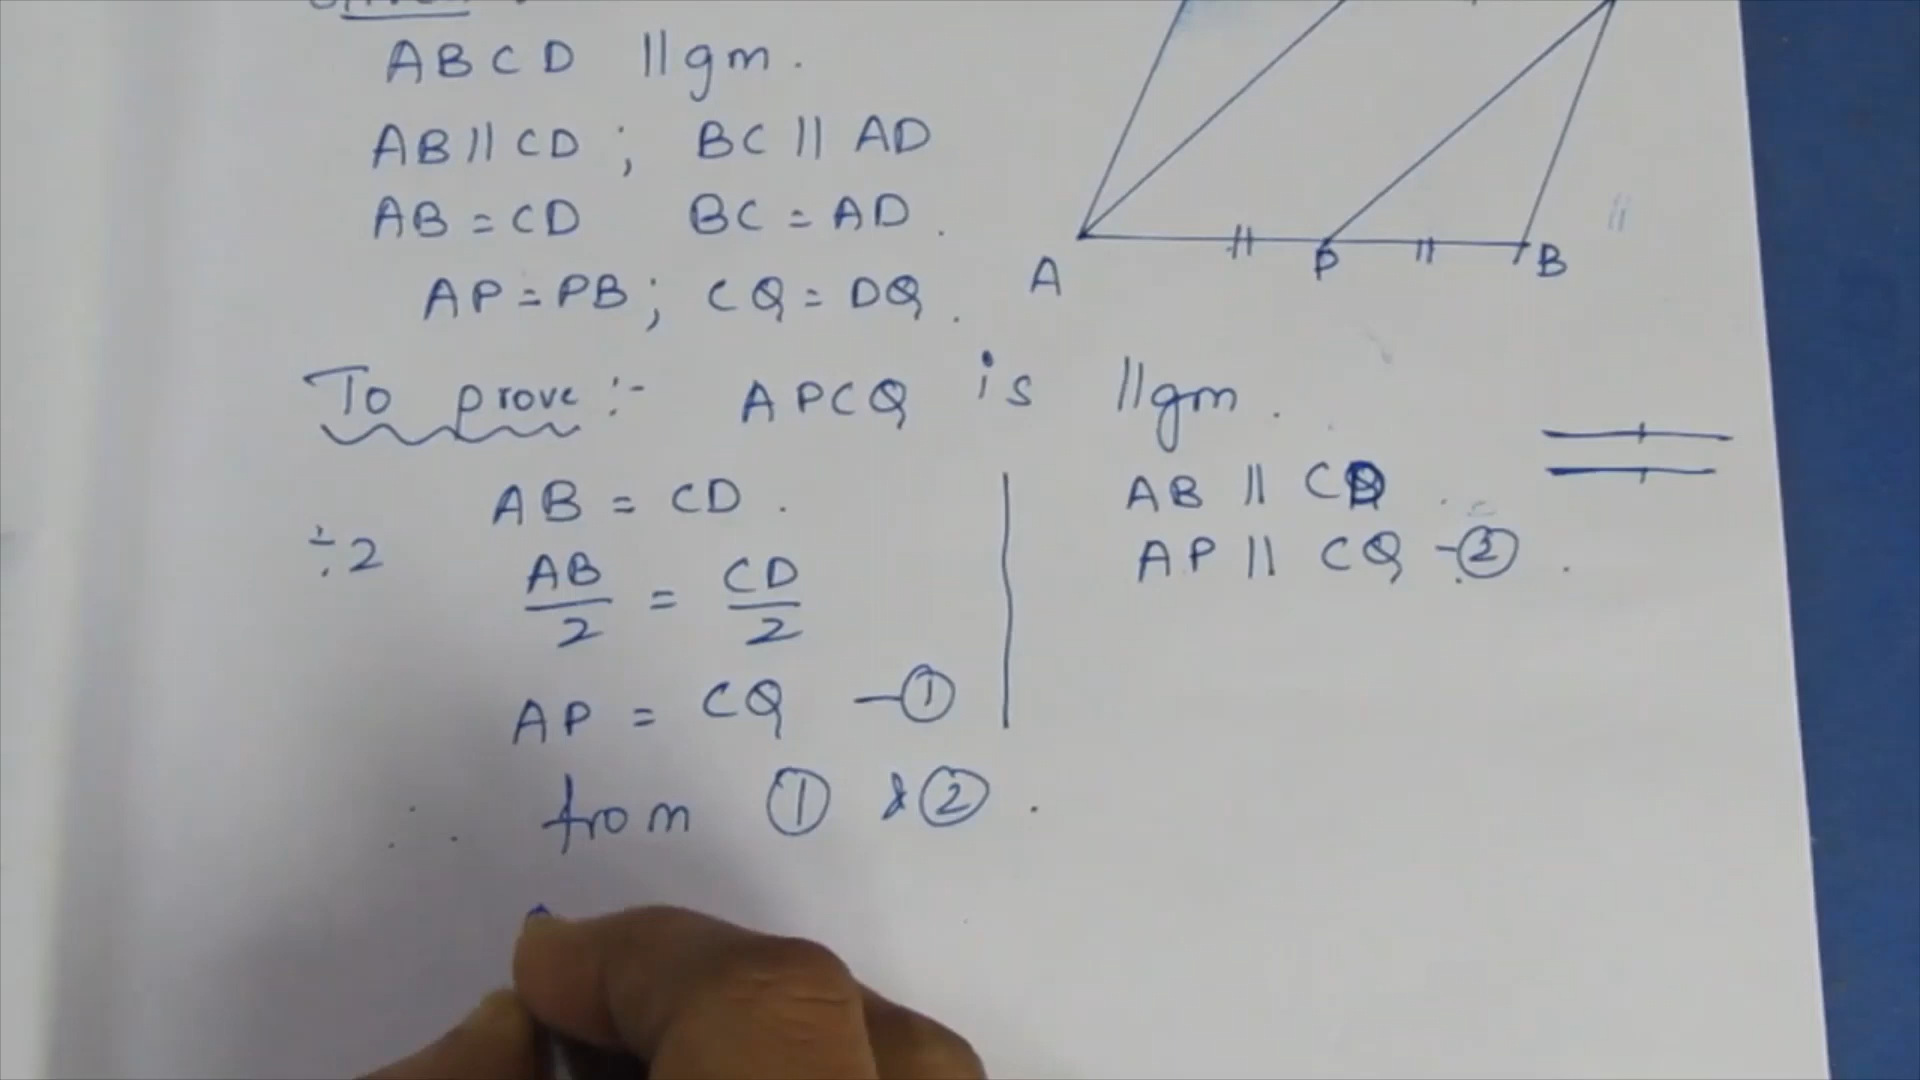 ABCD ||gm.
AB || CD ; BC || AD
AB = CD BC = AD.
AP = PB ; CQ = DQ.
A P B
To prove :- APCQ is ||gm.
AB = CD.
÷2
AB/2 = CD/2
AP = CQ —①
AB || CD
AP || CQ -②.
from ① & ②.